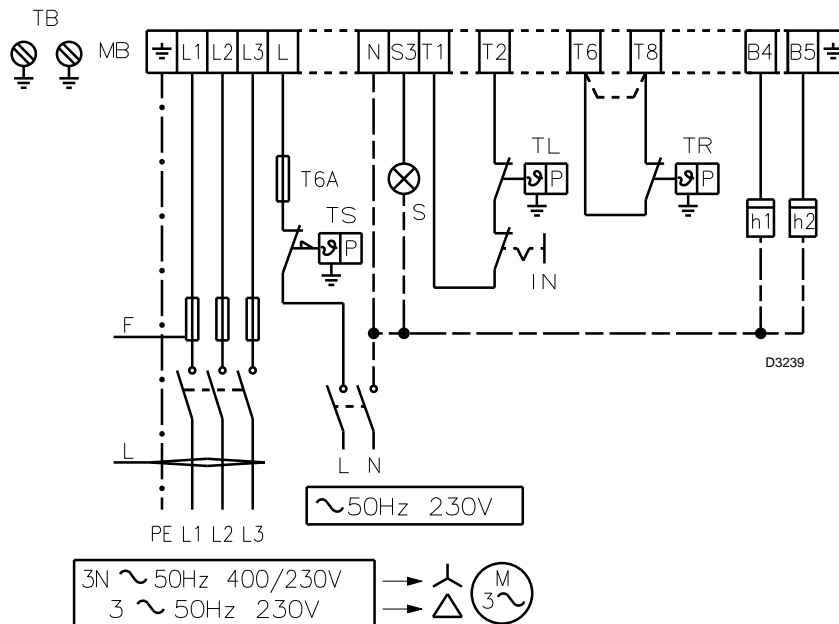 TB
MB L1 L2 L3 L N S3 T1 T2 T6 T8 B4 B5
TL TR
T6A ϑ P ϑ P
S
TS h1 h2
ϑ P
IN
F
D3239
L
L N
~50Hz 230V
PE L1 L2 L3
3N ~ 50Hz 400/230V M
3 ~ 50Hz 230V 3~